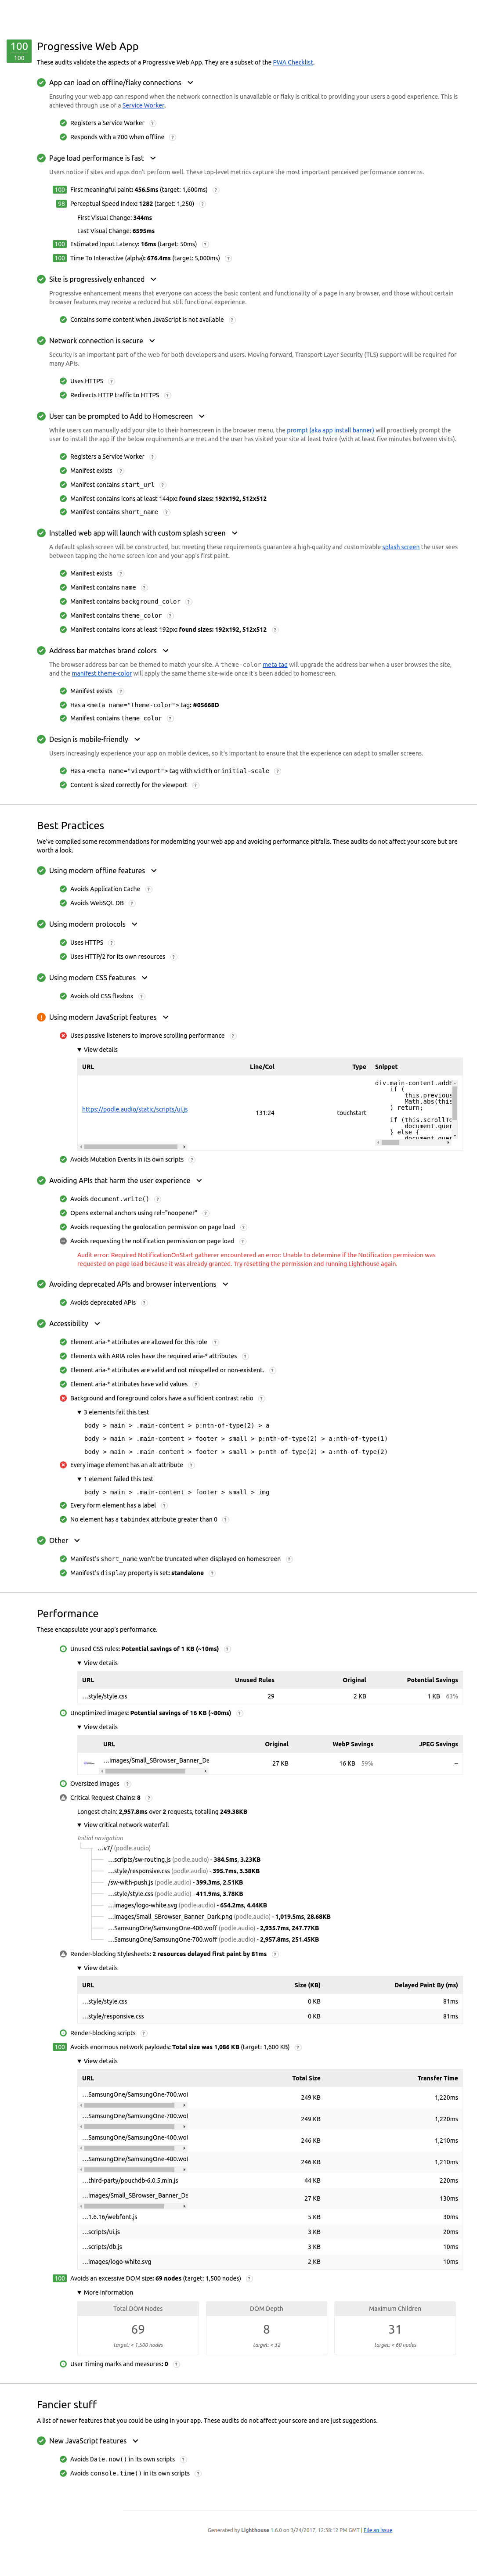 100
100
Progressive Web App
These audits validate the aspects of a Progressive Web App. They are a subset of the PWA Checklist.
App can load on offline/flaky connections
Ensuring your web app can respond when the network connection is unavailable or flaky is critical to providing your users a good experience. This is
achieved through use of a Service Worker.
Registers a Service Worker ?
Responds with a 200 when offline ?
Page load performance is fast
Users notice if sites and apps don't perform well. These top-level metrics capture the most important perceived performance concerns.
100 First meaningful paint: 456.5ms (target: 1,600ms) ?
98 Perceptual Speed Index: 1282 (target: 1,250) ?
First Visual Change: 344ms
Last Visual Change: 6595ms
100 Estimated Input Latency: 16ms (target: 50ms) ?
100 Time To Interactive (alpha): 676.4ms (target: 5,000ms) ?
Site is progressively enhanced
Progressive enhancement means that everyone can access the basic content and functionality of a page in any browser, and those without certain
browser features may receive a reduced but still functional experience.
Contains some content when JavaScript is not available ?
Network connection is secure
Security is an important part of the web for both developers and users. Moving forward, Transport Layer Security (TLS) support will be required for
many APIs.
Uses HTTPS ?
Redirects HTTP traffic to HTTPS ?
User can be prompted to Add to Homescreen
While users can manually add your site to their homescreen in the browser menu, the prompt (aka app install banner) will proactively prompt the
user to install the app if the below requirements are met and the user has visited your site at least twice (with at least five minutes between visits).
Registers a Service Worker ?
Manifest exists ?
Manifest contains start_url ?
Manifest contains icons at least 144px: found sizes: 192x192, 512x512
Manifest contains short_name ?
Installed web app will launch with custom splash screen
A default splash screen will be constructed, but meeting these requirements guarantee a high-quality and customizable splash screen the user sees
between tapping the home screen icon and your app's first paint.
Manifest exists ?
Manifest contains name ?
Manifest contains background_color ?
Manifest contains theme_color ?
Manifest contains icons at least 192px: found sizes: 192x192, 512x512 ?
Address bar matches brand colors
The browser address bar can be themed to match your site. A theme-color meta tag will upgrade the address bar when a user browses the site,
and the manifest theme-color will apply the same theme site-wide once it's been added to homescreen.
Manifest exists ?
Has a <meta name="theme-color"> tag: #05668D
Manifest contains theme_color ?
Design is mobile-friendly
Users increasingly experience your app on mobile devices, so it's important to ensure that the experience can adapt to smaller screens.
Has a <meta name="viewport"> tag with width or initial-scale ?
Content is sized correctly for the viewport ?
Best Practices
We've compiled some recommendations for modernizing your web app and avoiding performance pitfalls. These audits do not affect your score but are
worth a look.
Using modern offline features
Avoids Application Cache ?
Avoids WebSQL DB ?
Using modern protocols
Uses HTTPS ?
Uses HTTP/2 for its own resources ?
Using modern CSS features
Avoids old CSS flexbox ?
Using modern JavaScript features
Uses passive listeners to improve scrolling performance ?
▼ View details
URL Line/Col Type Snippet
https://podle.audio/static/scripts/ui.js 131:24 touchstart
div.main-content.addE
if (
this.previous
Math.abs(this
) return;
if (this.scrollTo
document.quer
} else {
document.quer
Avoids Mutation Events in its own scripts ?
Avoiding APIs that harm the user experience
Avoids document.write() ?
Opens external anchors using rel="noopener" ?
Avoids requesting the geolocation permission on page load ?
Avoids requesting the notification permission on page load ?
Audit error: Required NotificationOnStart gatherer encountered an error: Unable to determine if the Notification permission was
requested on page load because it was already granted. Try resetting the permission and running Lighthouse again.
Avoiding deprecated APIs and browser interventions
Avoids deprecated APIs ?
Accessibility
Element aria-* attributes are allowed for this role ?
Elements with ARIA roles have the required aria-* attributes ?
Element aria-* attributes are valid and not misspelled or non-existent. ?
Element aria-* attributes have valid values ?
Background and foreground colors have a sufficient contrast ratio ?
▼ 3 elements fail this test
body > main > .main-content > p:nth-of-type(2) > a
body > main > .main-content > footer > small > p:nth-of-type(2) > a:nth-of-type(1)
body > main > .main-content > footer > small > p:nth-of-type(2) > a:nth-of-type(2)
Every image element has an alt attribute ?
▼ 1 element failed this test
body > main > .main-content > footer > small > img
Every form element has a label ?
No element has a tabindex attribute greater than 0 ?
Other
Manifest's short_name won't be truncated when displayed on homescreen ?
Manifest's display property is set: standalone ?
Performance
These encapsulate your app's performance.
Unused CSS rules: Potential savings of 1 KB (~10ms) ?
▼ View details
URL Unused Rules Original Potential Savings
…style/style.css 29 2 KB 1 KB 63%
Unoptimized images: Potential savings of 16 KB (~80ms) ?
▼ View details
URL Original WebP Savings JPEG Savings
…images/Small_SBrowser_Banner_Da 27 KB 16 KB 59% --
Oversized Images ?
Critical Request Chains: 8 ?
Longest chain: 2,957.8ms over 2 requests, totalling 249.38KB
▼ View critical network waterfall
Initial navigation
…v7/ (podle.audio)
…scripts/sw-routing.js (podle.audio) - 384.5ms, 3.23KB
…style/responsive.css (podle.audio) - 395.7ms, 3.38KB
/sw-with-push.js (podle.audio) - 399.3ms, 2.51KB
…style/style.css (podle.audio) - 411.9ms, 3.78KB
…images/logo-white.svg (podle.audio) - 654.2ms, 4.44KB
…images/Small_SBrowser_Banner_Dark.png (podle.audio) - 1,019.5ms, 28.68KB
…SamsungOne/SamsungOne-400.woff (podle.audio) - 2,935.7ms, 247.77KB
…SamsungOne/SamsungOne-700.woff (podle.audio) - 2,957.8ms, 251.45KB
Render-blocking Stylesheets: 2 resources delayed first paint by 81ms ?
▼ View details
URL Size (KB) Delayed Paint By (ms)
…style/style.css 0 KB 81ms
…style/responsive.css 0 KB 81ms
Render-blocking scripts ?
100 Avoids enormous network payloads: Total size was 1,086 KB (target: 1,600 KB) ?
▼ View details
URL Total Size Transfer Time
…SamsungOne/SamsungOne-700.wof 249 KB 1,220ms
…SamsungOne/SamsungOne-700.wof 249 KB 1,220ms
…SamsungOne/SamsungOne-400.wof 246 KB 1,210ms
…SamsungOne/SamsungOne-400.wof 246 KB 1,210ms
…third-party/pouchdb-6.0.5.min.js 44 KB 220ms
…images/Small_SBrowser_Banner_Da 27 KB 130ms
…1.6.16/webfont.js 5 KB 30ms
…scripts/ui.js 3 KB 20ms
…scripts/db.js 3 KB 10ms
…images/logo-white.svg 2 KB 10ms
100 Avoids an excessive DOM size: 69 nodes (target: 1,500 nodes) ?
▼ More information
Total DOM Nodes DOM Depth Maximum Children
69 8 31
target: < 1,500 nodes target: < 32 target: < 60 nodes
User Timing marks and measures: 0 ?
Fancier stuff
A list of newer features that you could be using in your app. These audits do not affect your score and are just suggestions.
New JavaScript features
Avoids Date.now() in its own scripts ?
Avoids console.time() in its own scripts ?
Generated by Lighthouse 1.6.0 on 3/24/2017, 12:38:12 PM GMT | File an issue